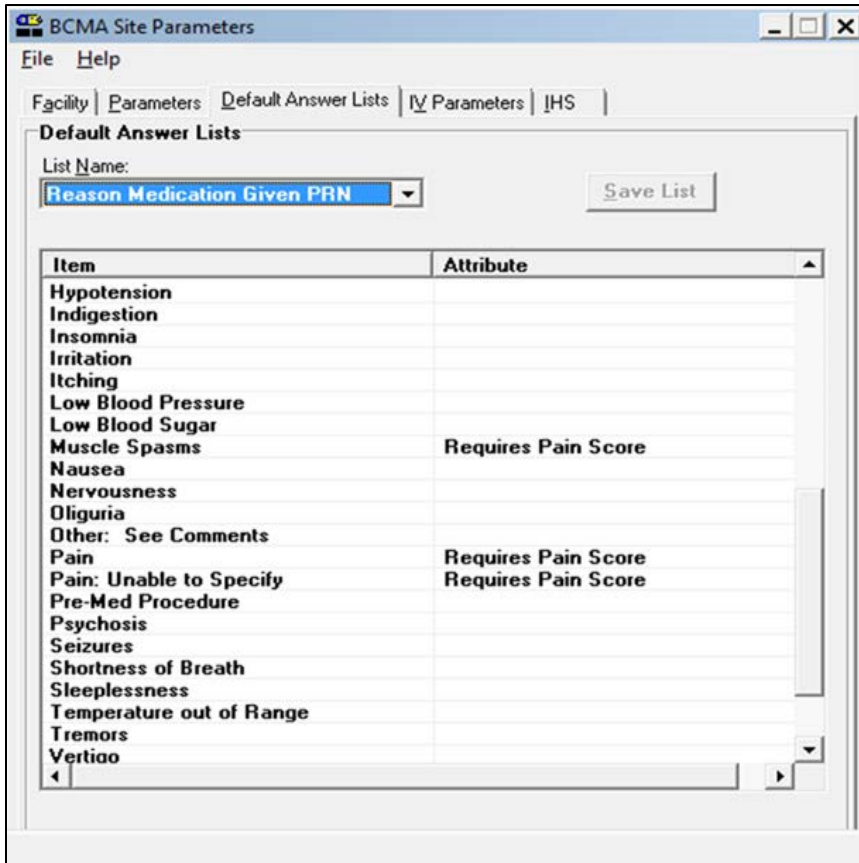 BCMA Site Parameters
File Help
Facility Parameters Default Answer Lists IV Parameters IHS
Default Answer Lists
List Name:
Reason Medication Given PRN Save List
Item Attribute
Hypotension
Indigestion
Insomnia
Irritation
Itching
Low Blood Pressure
Low Blood Sugar
Muscle Spasms Requires Pain Score
Nausea
Nervousness
Oliguria
Other: See Comments
Pain Requires Pain Score
Pain: Unable to Specify Requires Pain Score
Pre-Med Procedure
Psychosis
Seizures
Shortness of Breath
Sleeplessness
Temperature out of Range
Tremors
Vertigo